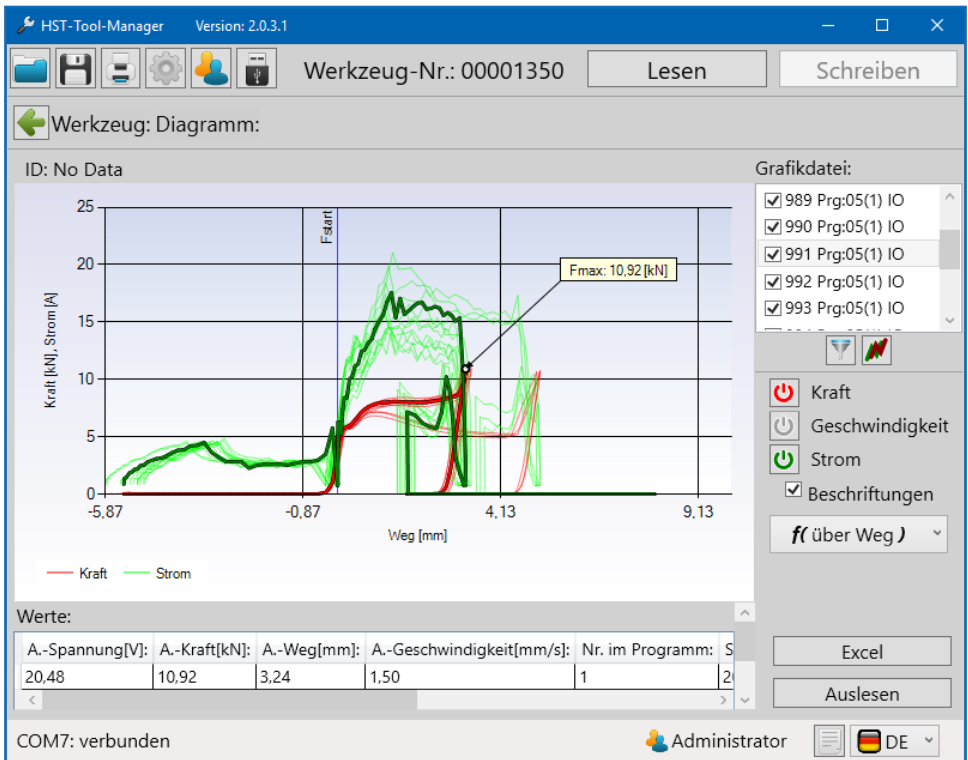 HST-Tool-Manager Version: 2.0.3.1
Werkzeug-Nr.: 00001350 Lesen Schreiben
Werkzeug: Diagramm:
ID: No Data
Grafikdatei:
989 Prg:05(1) IO
990 Prg:05(1) IO
991 Prg:05(1) IO
992 Prg:05(1) IO
993 Prg:05(1) IO
Kraft
Geschwindigkeit
Strom
Beschriftungen
f( über Weg )
25
20
15
10
5
0
Kraft [kN], Strom [A]
Fstart
Fmax: 10,92 [kN]
-5,87 -0,87 4,13 9,13
Weg [mm]
Kraft Strom
Werte:
A.-Spannung[V]: A.-Kraft[kN]: A.-Weg[mm]: A.-Geschwindigkeit[mm/s]: Nr. im Programm: S
20,48 10,92 3,24 1,50 1
Excel
Auslesen
COM7: verbunden Administrator DE